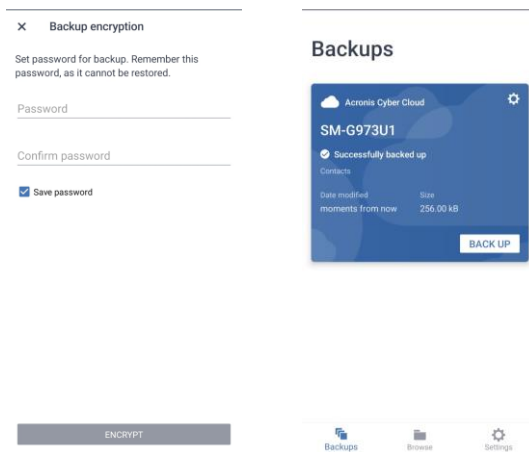 Backup encryption
Set password for backup. Remember this
password, as it cannot be restored.
Password
Confirm password
Save password
ENCRYPT
Backups
Acronis Cyber Cloud
SM-G973U1
Successfully backed up
Contacts
Date modified
Size
moments from now
256.00 kB
BACK UP
Backups
Browse
Settings